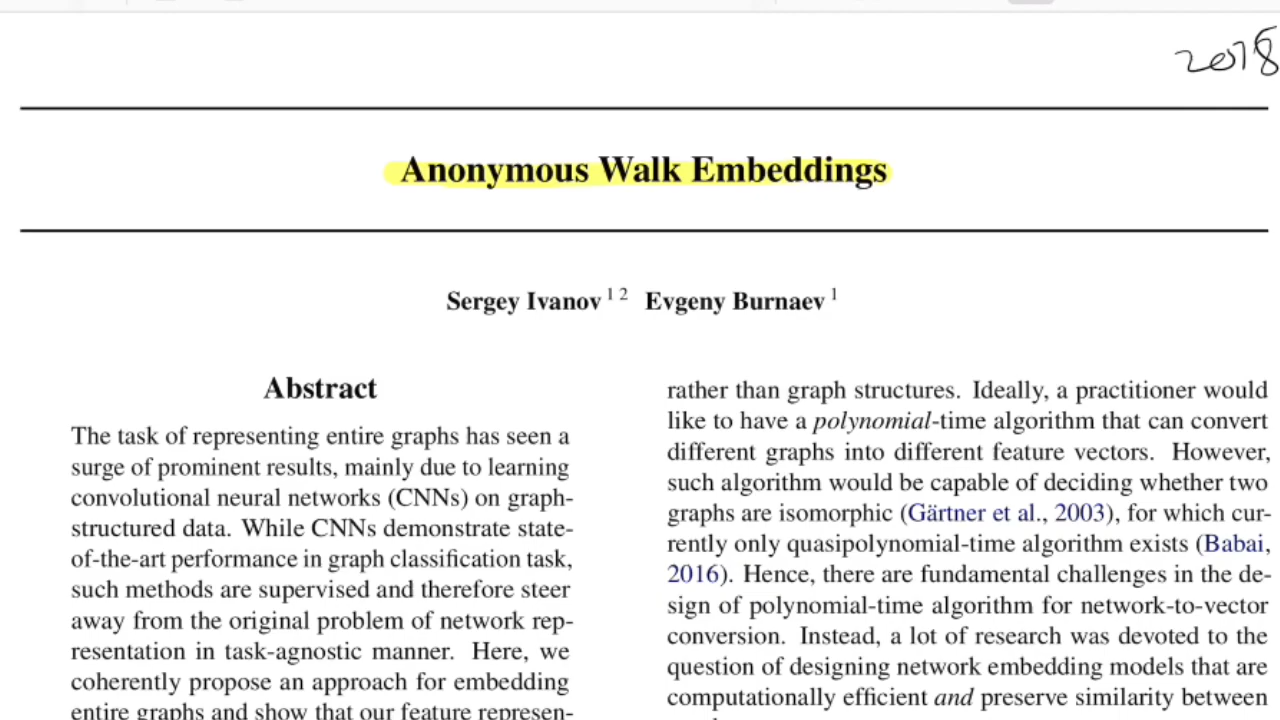 2018
Anonymous Walk Embeddings
Sergey Ivanov 1 2 Evgeny Burnaev 1
Abstract
The task of representing entire graphs has seen a
surge of prominent results, mainly due to learning
convolutional neural networks (CNNs) on graph-
structured data. While CNNs demonstrate state-
of-the-art performance in graph classification task,
such methods are supervised and therefore steer
away from the original problem of network rep-
resentation in task-agnostic manner. Here, we
coherently propose an approach for embedding
entire graphs and show that our feature represen-
rather than graph structures. Ideally, a practitioner would
like to have a polynomial-time algorithm that can convert
different graphs into different feature vectors. However,
such algorithm would be capable of deciding whether two
graphs are isomorphic (Gärtner et al., 2003), for which cur-
rently only quasipolynomial-time algorithm exists (Babai,
2016). Hence, there are fundamental challenges in the de-
sign of polynomial-time algorithm for network-to-vector
conversion. Instead, a lot of research was devoted to the
question of designing network embedding models that are
computationally efficient and preserve similarity between